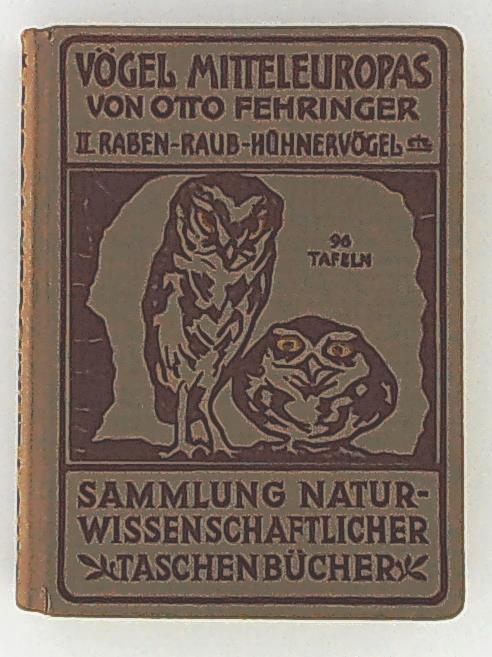 VÖGEL MITTELEUROPAS
VON OTTO FEHRINGER
II. RABEN-RAUB-HÜHNERVÖGEL etc
96
TAFELN
SAMMLUNG NATUR-
WISSENSCHAFTLICHER
TASCHENBÜCHER